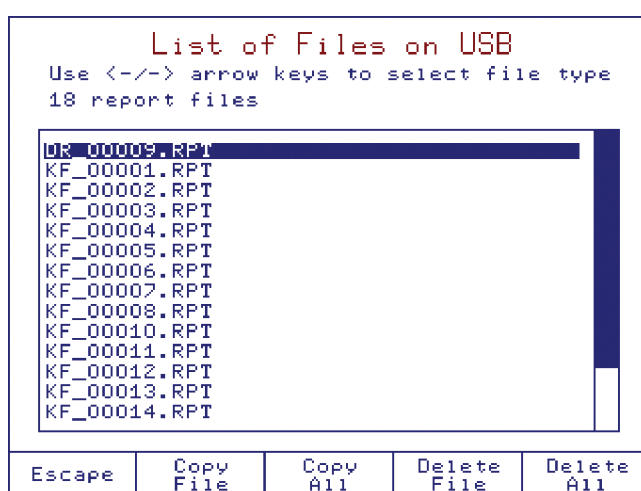 List of Files on USB
Use <-/-> arrow keys to select file type
18 report files
DR_00009.RPT
KF_00001.RPT
KF_00002.RPT
KF_00003.RPT
KF_00004.RPT
KF_00005.RPT
KF_00006.RPT
KF_00007.RPT
KF_00008.RPT
KF_00010.RPT
KF_00011.RPT
KF_00012.RPT
KF_00013.RPT
KF_00014.RPT
Escape
Copy
File
Copy
All
Delete
File
Delete
All